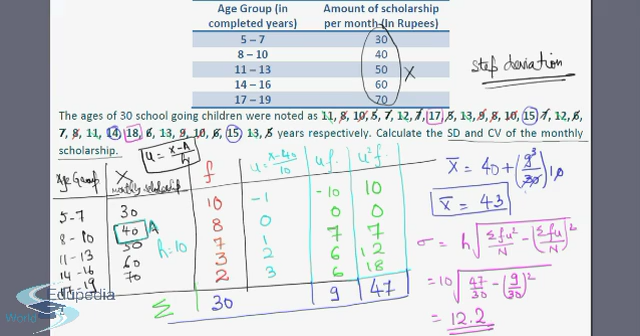 Age Group (in completed years) Amount of scholarship per month (in Rupees)
5 – 7 30
8 – 10 40
11 – 13 50
14 – 16 60
17 – 19 70
X
step deviation
The ages of 30 school going children were noted as 11, 8, 10, 5, 7, 12, 7, 17, 5, 13, 9, 8, 10, 15, 7, 12, 6,
7, 8, 11, 14, 18, 6, 13, 9, 10, 6, 15, 13, 5 years respectively. Calculate the SD and CV of the monthly
scholarship.
u = x-A/h
Age Group X monthly scholarship f u = x-40/10 uf u²f
5-7 30 10 -1 -10 10
8-10 40 A 8 0 0 0
11-13 50 7 1 7 7
14-16 60 3 2 6 12
17-19 70 2 3 6 18
h=10
Σ 30 9 47
x̄ = 40 + (9/30) 10
3
x̄ = 43
σ = h √ Σfu²/N - (Σfu/N)²
= 10 √ 47/30 - (9/30)²
= 12.2
Edupedia
World